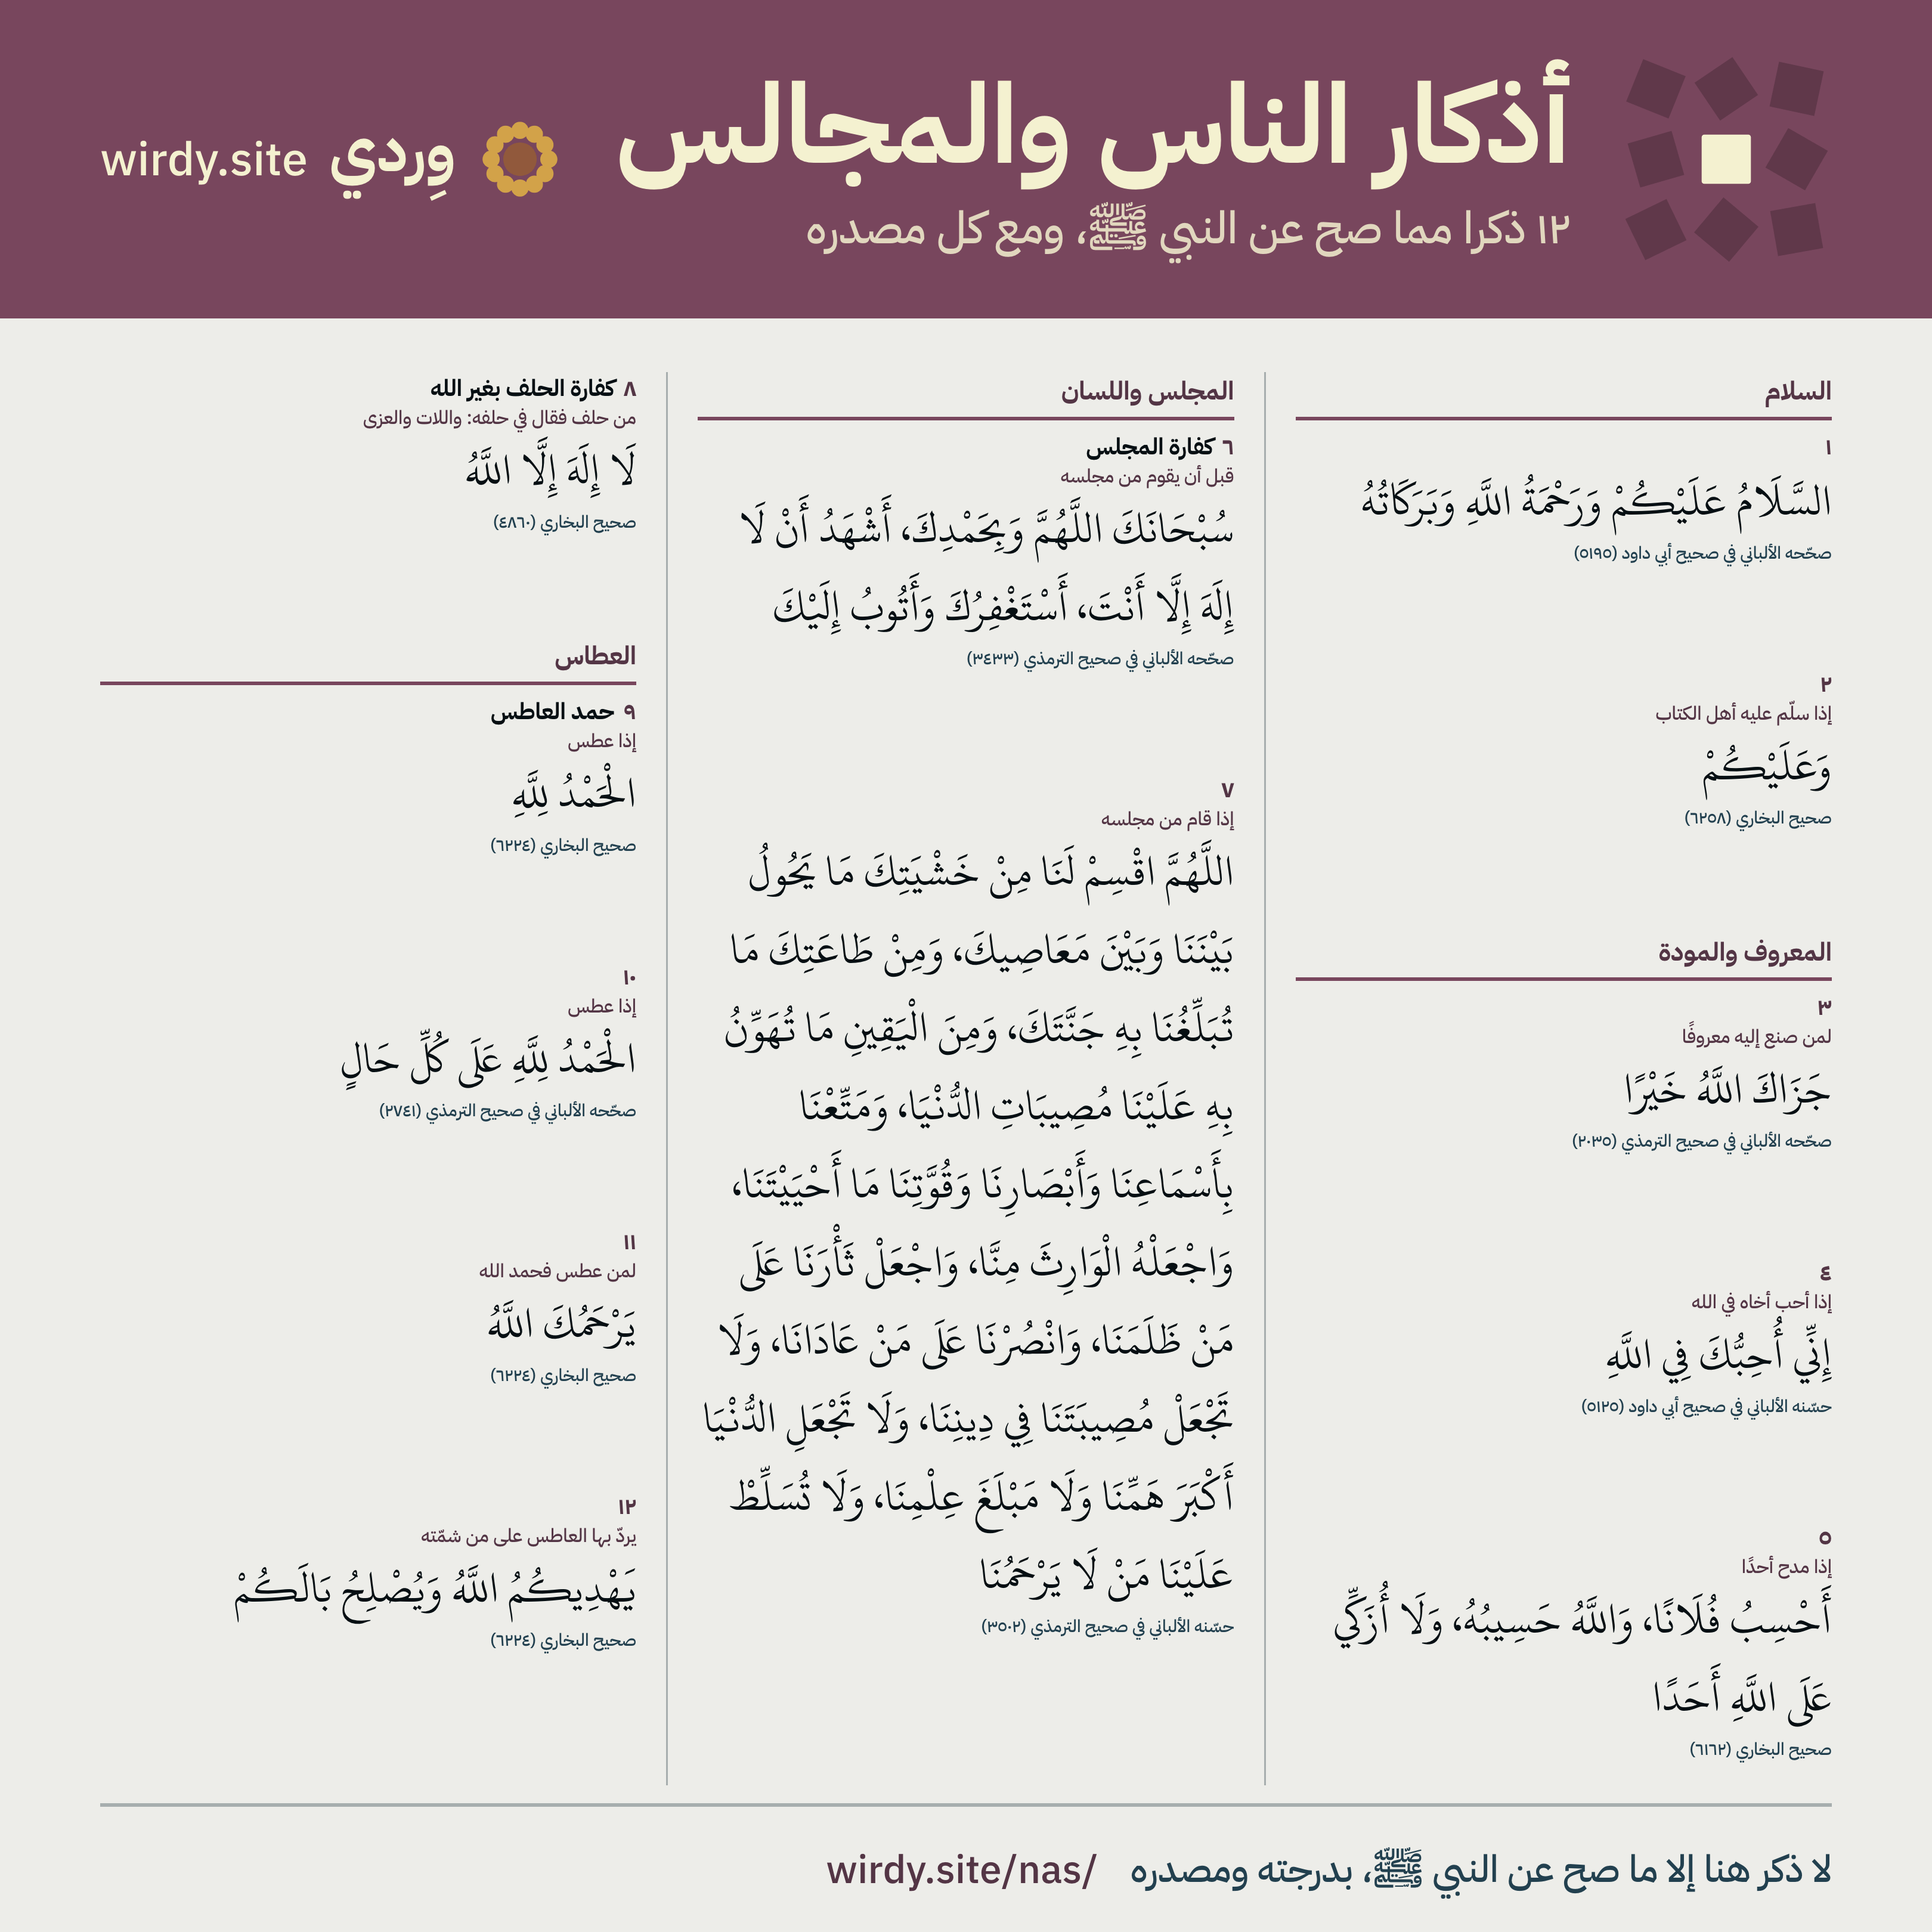 أذكار الناس والمجالس
١٢ ذكرا مما صح عن النبي ﷺ، ومع كل مصدره
وِردي wirdy.site
السلام
١
السَّلَامُ عَلَيْكُمْ وَرَحْمَةُ اللَّهِ وَبَرَكَاتُهُ
صحّحه الألباني في صحيح أبي داود (٥١٩٥)
٢
إذا سلّم عليه أهل الكتاب
وَعَلَيْكُمْ
صحيح البخاري (٦٢٥٨)
المعروف والمودة
٣
لمن صنع إليه معروفًا
جَزَاكَ اللَّهُ خَيْرًا
صحّحه الألباني في صحيح الترمذي (٢٠٣٥)
٤
إذا أحب أخاه في الله
إِنِّي أُحِبُّكَ فِي اللَّهِ
حسّنه الألباني في صحيح أبي داود (٥١٢٥)
٥
إذا مدح أحدًا
أَحْسِبُ فُلَانًا، وَاللَّهُ حَسِيبُهُ، وَلَا أُزَكِّي
عَلَى اللَّهِ أَحَدًا
صحيح البخاري (٦١٦٢)
المجلس واللسان
٦ كفارة المجلس
قبل أن يقوم من مجلسه
سُبْحَانَكَ اللَّهُمَّ وَبِحَمْدِكَ، أَشْهَدُ أَنْ لَا
إِلَهَ إِلَّا أَنْتَ، أَسْتَغْفِرُكَ وَأَتُوبُ إِلَيْكَ
صحّحه الألباني في صحيح الترمذي (٣٤٣٣)
٧
إذا قام من مجلسه
اللَّهُمَّ اقْسِمْ لَنَا مِنْ خَشْيَتِكَ مَا يَحُولُ
بَيْنَنَا وَبَيْنَ مَعَاصِيكَ، وَمِنْ طَاعَتِكَ مَا
تُبَلِّغُنَا بِهِ جَنَّتَكَ، وَمِنَ الْيَقِينِ مَا تُهَوِّنُ
بِهِ عَلَيْنَا مُصِيبَاتِ الدُّنْيَا، وَمَتِّعْنَا
بِأَسْمَاعِنَا وَأَبْصَارِنَا وَقُوَّتِنَا مَا أَحْيَيْتَنَا،
وَاجْعَلْهُ الْوَارِثَ مِنَّا، وَاجْعَلْ ثَأْرَنَا عَلَى
مَنْ ظَلَمَنَا، وَانْصُرْنَا عَلَى مَنْ عَادَانَا، وَلَا
تَجْعَلْ مُصِيبَتَنَا فِي دِينِنَا، وَلَا تَجْعَلِ الدُّنْيَا
أَكْبَرَ هَمِّنَا وَلَا مَبْلَغَ عِلْمِنَا، وَلَا تُسَلِّطْ
عَلَيْنَا مَنْ لَا يَرْحَمُنَا
حسّنه الألباني في صحيح الترمذي (٣٥٠٢)
٨ كفارة الحلف بغير الله
من حلف فقال في حلفه: واللات والعزى
لَا إِلَهَ إِلَّا اللَّهُ
صحيح البخاري (٤٨٦٠)
العطاس
٩ حمد العاطس
إذا عطس
الْحَمْدُ لِلَّهِ
صحيح البخاري (٦٢٢٤)
١٠
إذا عطس
الْحَمْدُ لِلَّهِ عَلَى كُلِّ حَالٍ
صحّحه الألباني في صحيح الترمذي (٢٧٤١)
١١
لمن عطس فحمد الله
يَرْحَمُكَ اللَّهُ
صحيح البخاري (٦٢٢٤)
١٢
يردّ بها العاطس على من شمّته
يَهْدِيكُمُ اللَّهُ وَيُصْلِحُ بَالَكُمْ
صحيح البخاري (٦٢٢٤)
لا ذكر هنا إلا ما صح عن النبي ﷺ، بدرجته ومصدره wirdy.site/nas/